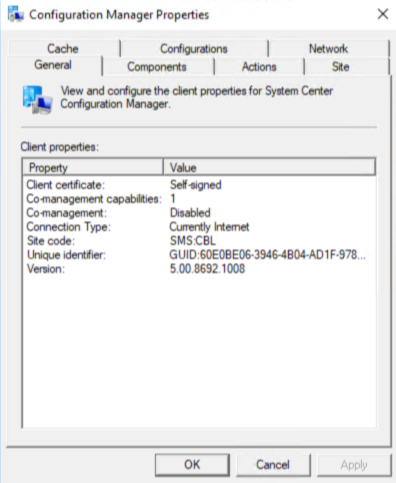 Configuration Manager Properties
Cache Configurations Network
General Components Actions Site
View and configure the client properties for System Center
Configuration Manager.
Client properties:
Property Value
Client certificate: Self-signed
Co-management capabilities: 1
Co-management: Disabled
Connection Type: Currently Internet
Site code: SMS:CBL
Unique identifier: GUID:60E0BE06-3946-4B04-AD1F-978...
Version: 5.00.8692.1008
OK Cancel Apply